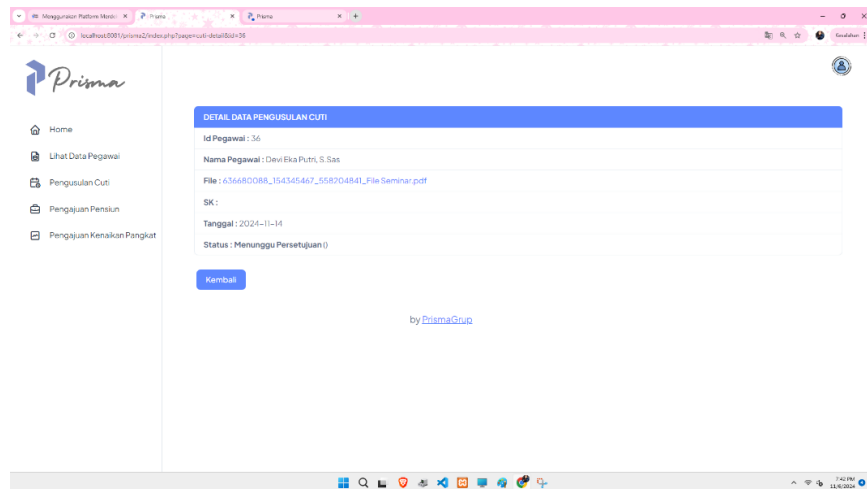 Menggunakan Platform Mordel
Prisma
Prisma
localhost:8081/prisma2/index.php?page=cuti-detail&id=36
Prisma
Home
Lihat Data Pegawai
Pengusulan Cuti
Pengajuan Pensiun
Pengajuan Kenaikan Pangkat
DETAIL DATA PENGUSULAN CUTI
Id Pegawai : 36
Nama Pegawai : Devi Eka Putri, S.Sas
File : 636680088_154345467_558204841_File Seminar.pdf
SK :
Tanggal : 2024-11-14
Status : Menunggu Persetujuan ()
Kembali
by PrismaGrup
7:42 PM
11/6/2024